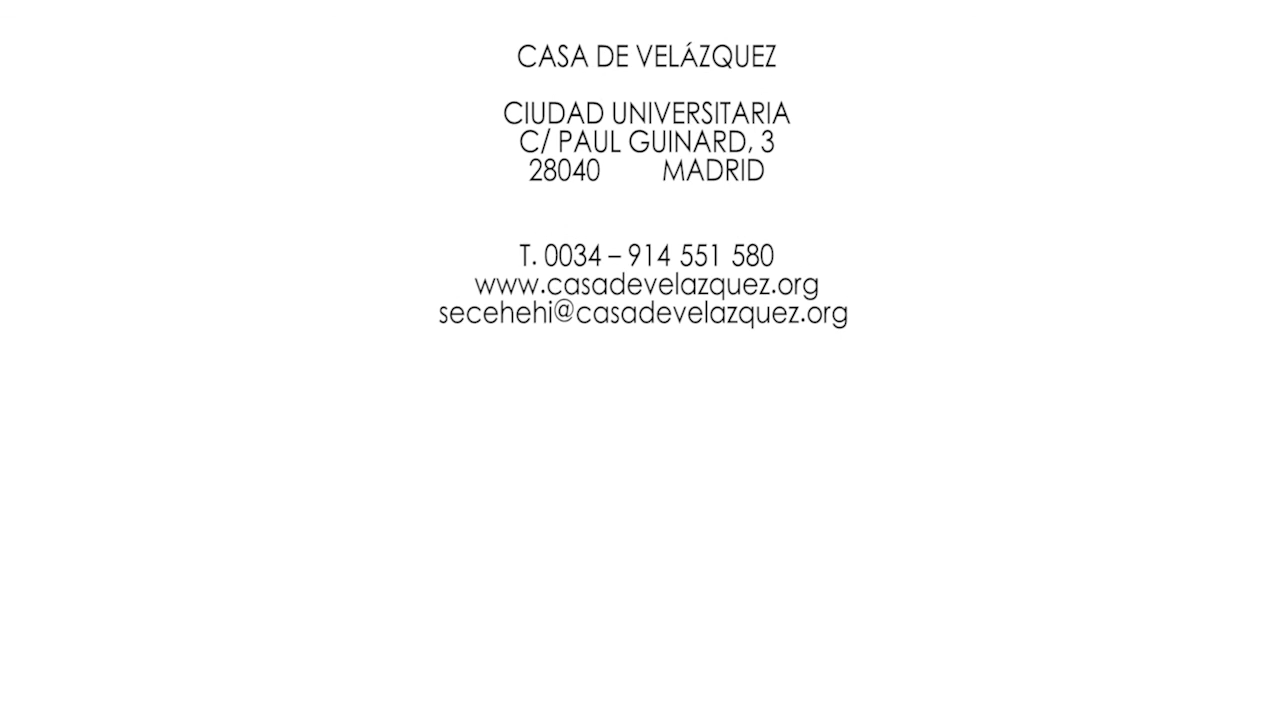 CASA DE VELÁZQUEZ
CIUDAD UNIVERSITARIA
C/ PAUL GUINARD, 3
28040 MADRID
T. 0034 – 914 551 580
www.casadevelazquez.org
secehehi@casadevelazquez.org